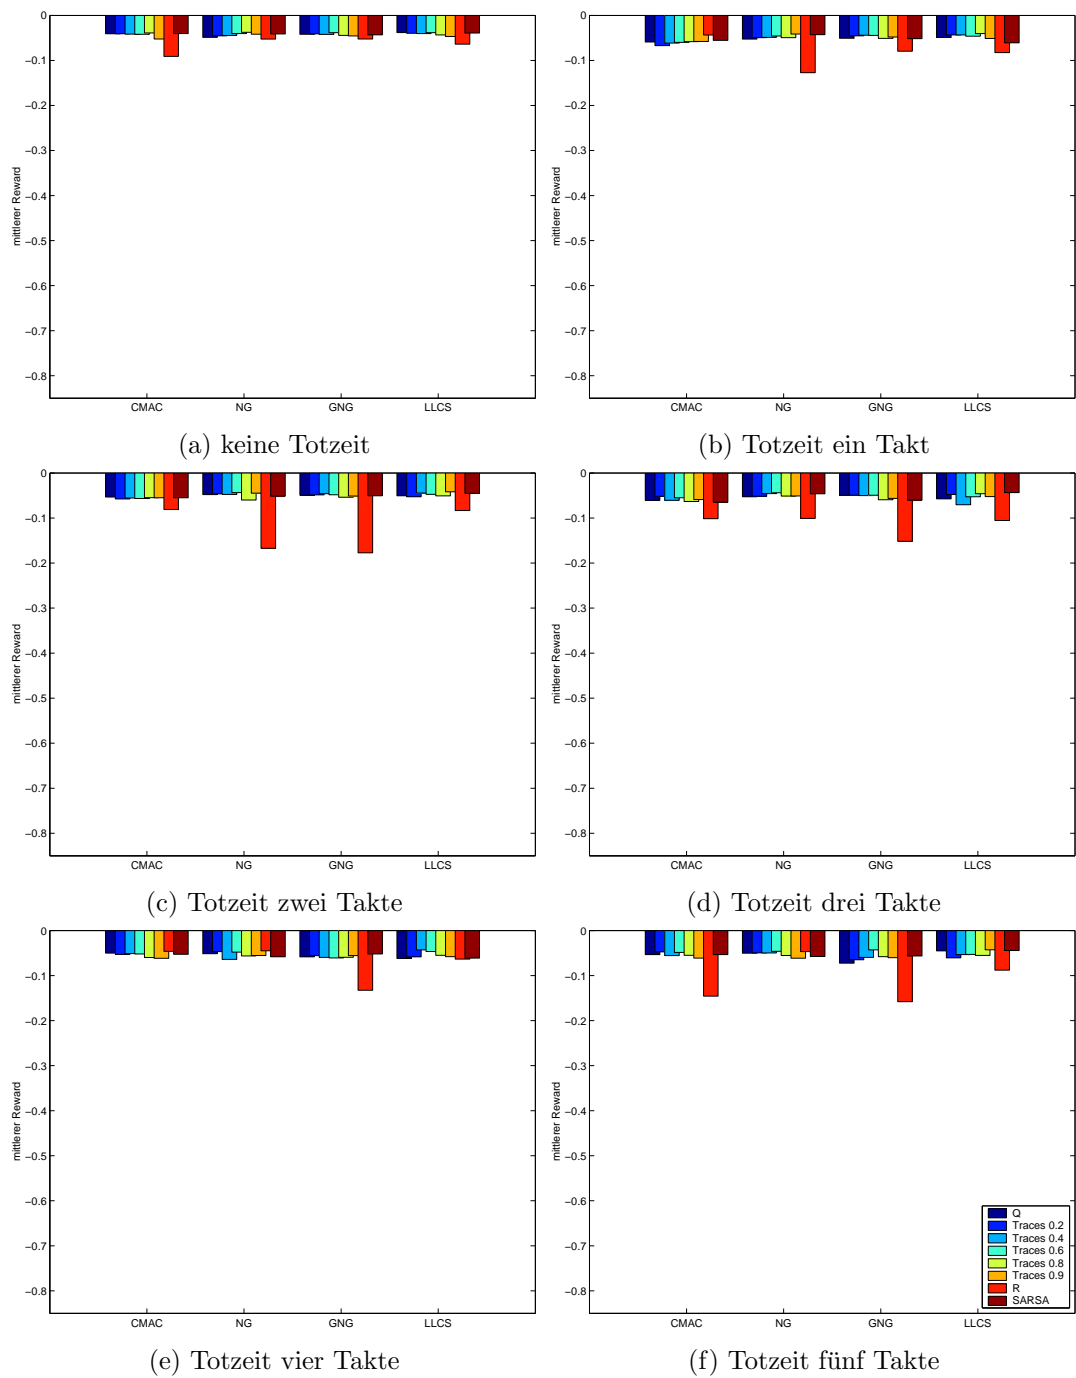 0
−0.1
−0.2
−0.3
−0.4
−0.5
−0.6
−0.7
−0.8
mittlerer Reward
CMAC NG GNG LLCS
(a) keine Totzeit
0
−0.1
−0.2
−0.3
−0.4
−0.5
−0.6
−0.7
−0.8
mittlerer Reward
CMAC NG GNG LLCS
(b) Totzeit ein Takt
0
−0.1
−0.2
−0.3
−0.4
−0.5
−0.6
−0.7
−0.8
mittlerer Reward
CMAC NG GNG LLCS
(c) Totzeit zwei Takte
0
−0.1
−0.2
−0.3
−0.4
−0.5
−0.6
−0.7
−0.8
mittlerer Reward
CMAC NG GNG LLCS
(d) Totzeit drei Takte
0
−0.1
−0.2
−0.3
−0.4
−0.5
−0.6
−0.7
−0.8
mittlerer Reward
CMAC NG GNG LLCS
(e) Totzeit vier Takte
0
−0.1
−0.2
−0.3
−0.4
−0.5
−0.6
−0.7
−0.8
mittlerer Reward
CMAC NG GNG LLCS
Q
Traces 0.2
Traces 0.4
Traces 0.6
Traces 0.8
Traces 0.9
R
SARSA
(f) Totzeit fünf Takte